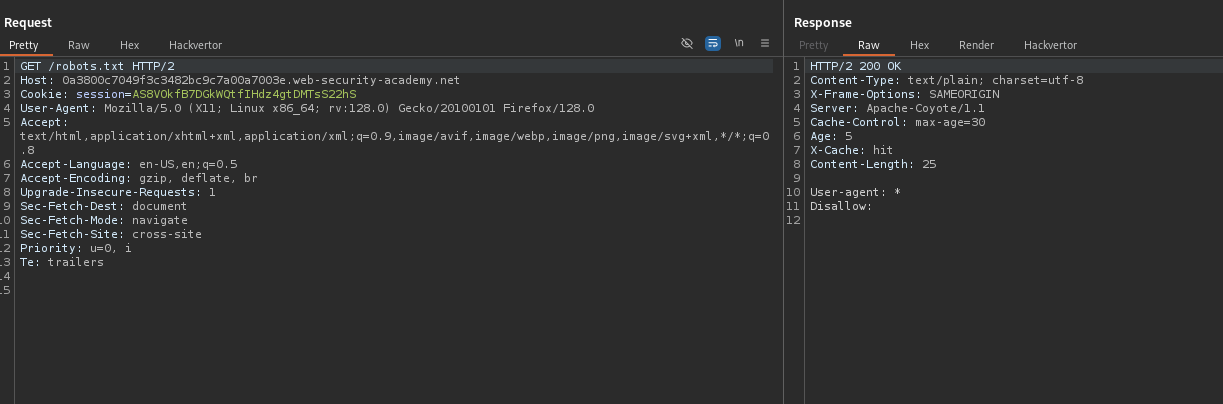 Request
Pretty Raw Hex Hackvertor
\n
1 GET /robots.txt HTTP/2
2 Host: 0a3800c7049f3c3482bc9c7a00a7003e.web-security-academy.net
3 Cookie: session=AS8VOkfB7DGkWQtfIHdz4gtDMTsS22hS
4 User-Agent: Mozilla/5.0 (X11; Linux x86_64; rv:128.0) Gecko/20100101 Firefox/128.0
5 Accept:
text/html,application/xhtml+xml,application/xml;q=0.9,image/avif,image/webp,image/png,image/svg+xml,*/*;q=0
.8
6 Accept-Language: en-US,en;q=0.5
7 Accept-Encoding: gzip, deflate, br
8 Upgrade-Insecure-Requests: 1
9 Sec-Fetch-Dest: document
10 Sec-Fetch-Mode: navigate
11 Sec-Fetch-Site: cross-site
12 Priority: u=0, i
13 Te: trailers
14
15
Response
Pretty Raw Hex Render Hackvertor
1 HTTP/2 200 OK
2 Content-Type: text/plain; charset=utf-8
3 X-Frame-Options: SAMEORIGIN
4 Server: Apache-Coyote/1.1
5 Cache-Control: max-age=30
6 Age: 5
7 X-Cache: hit
8 Content-Length: 25
9
10 User-agent: *
11 Disallow:
12